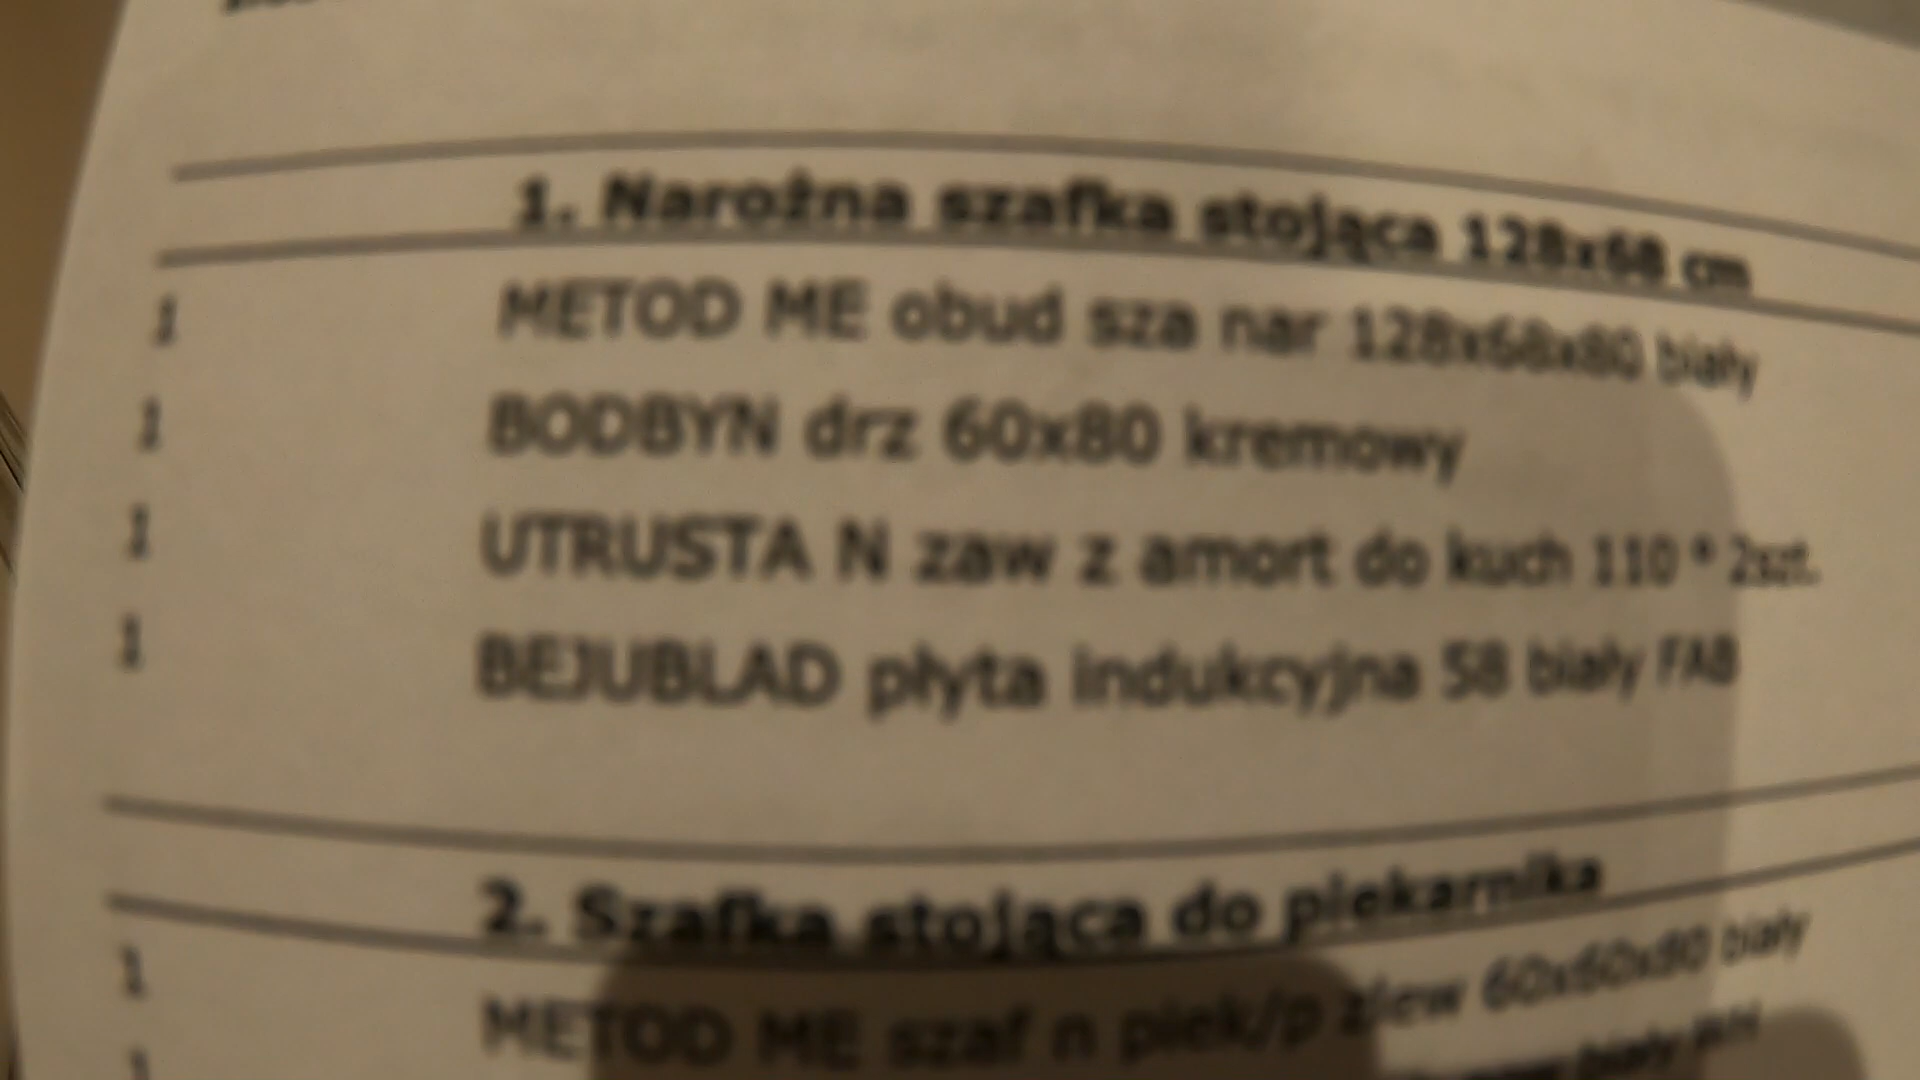 1. Narożna szafka stojąca 128x68 cm
1 METOD ME obud sza nar 128x68x80 biały
1 BODBYN drz 60x80 kremowy
1 UTRUSTA N zaw z amort do kuch 110 ° 2szt.
1 BEJUBLAD płyta indukcyjna 58 biały FAB
2. Szafka stojąca do piekarnika
1 METOD ME szaf n piek/p zlew 60x60x80 biały
1 biały